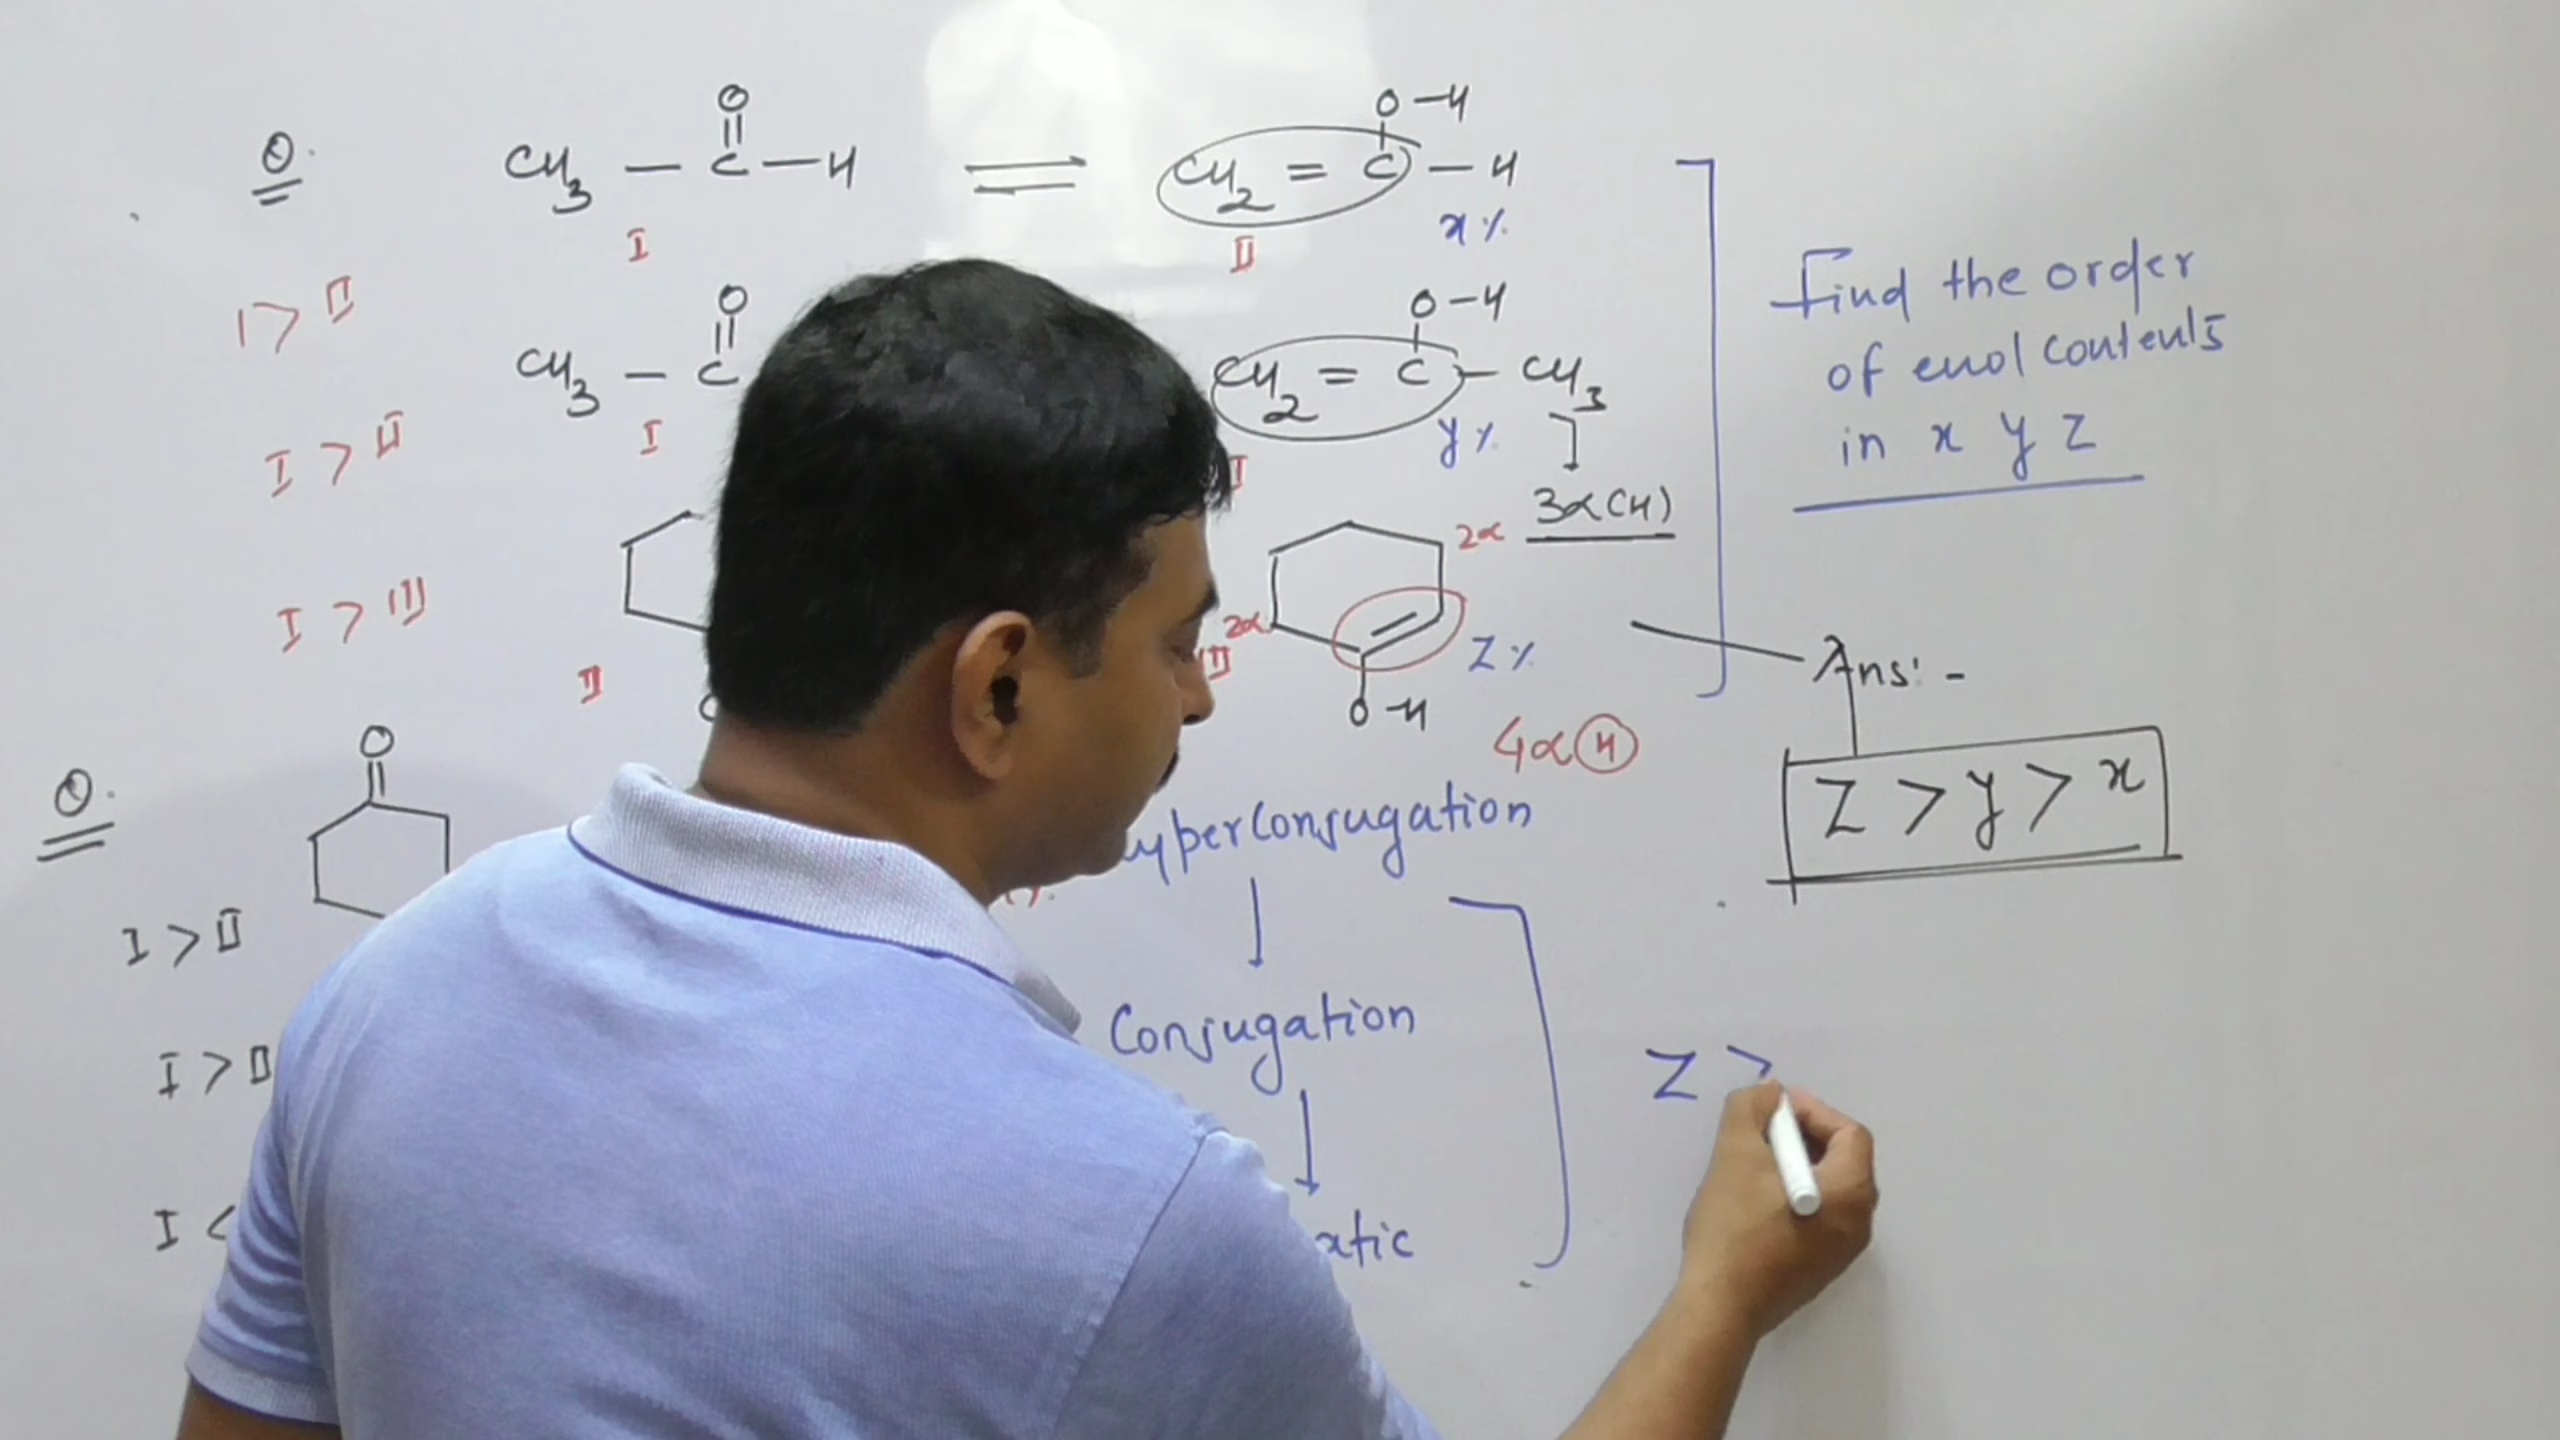 Q.
O
CH3 — C — H ⇌ CH2 = C — H
O—H
I
II
x%
I > II
O
CH3 — C
CH2 = C — CH3
O—H
I
I
y%
3α(H)
I > II
2α
2α
I > II
II
II
Z%
O—H
4α(H)
Find the order
of enol contents
in x y z
Ans: -
Z > y > x
Q.
O
I > II
I > II
I <
yperconjugation
↓
Conjugation
↓
atic
Z >